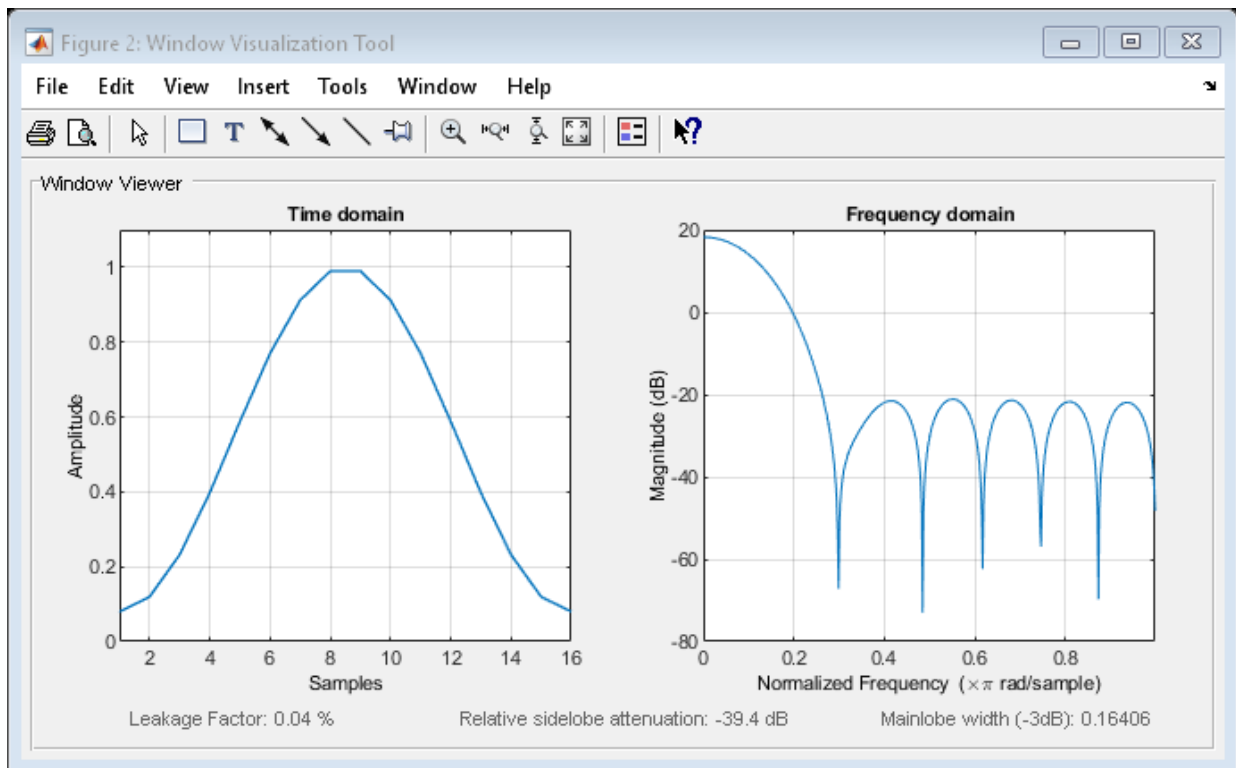 Figure 2: Window Visualization Tool
File Edit View Insert Tools Window Help
T
?
Window Viewer
Time domain
1
0.8
0.6
0.4
0.2
0
Amplitude
2 4 6 8 10 12 14 16
Samples
Frequency domain
20
0
-20
-40
-60
-80
Magnitude (dB)
0 0.2 0.4 0.6 0.8
Normalized Frequency (×π rad/sample)
Leakage Factor: 0.04 %
Relative sidelobe attenuation: -39.4 dB
Mainlobe width (-3dB): 0.16406